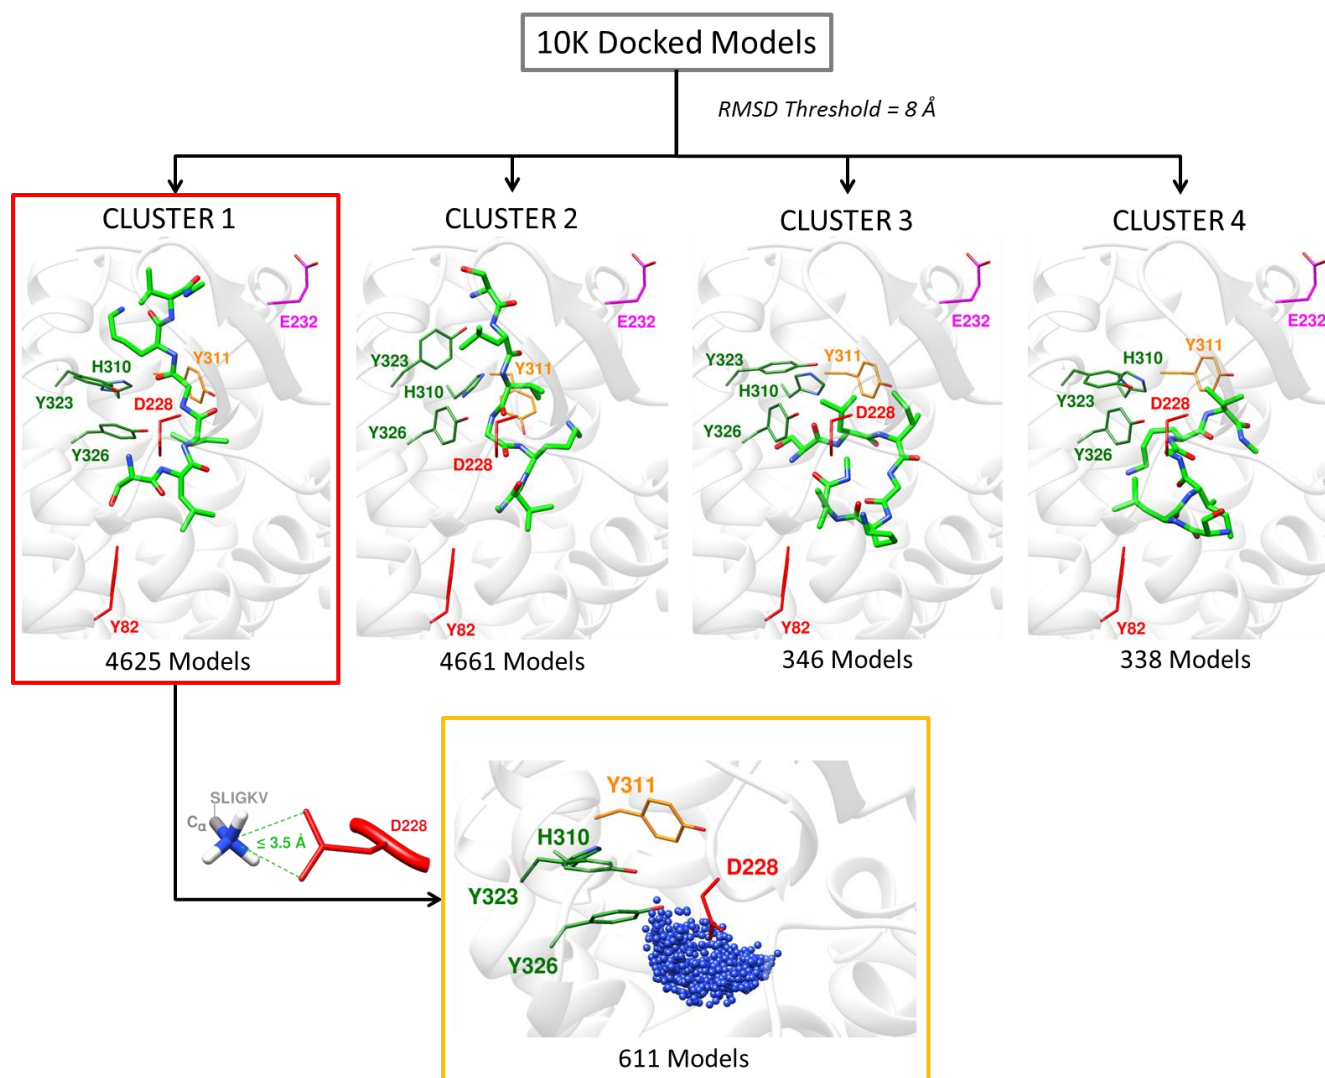 10K Docked Models
RMSD Threshold = 8 Å
CLUSTER 1
CLUSTER 2
CLUSTER 3
CLUSTER 4
E232
H310
Y311
Y323
D228
Y326
Y82
E232
Y323
Y311
H310
Y326
D228
Y82
E232
Y323
Y311
H310
D228
Y326
Y82
E232
H310
Y311
Y323
D228
Y326
Y82
4625 Models
4661 Models
346 Models
338 Models
SLIGKV
Cα
≤ 3.5 Å
D228
Y311
H310
D228
Y323
Y326
611 Models